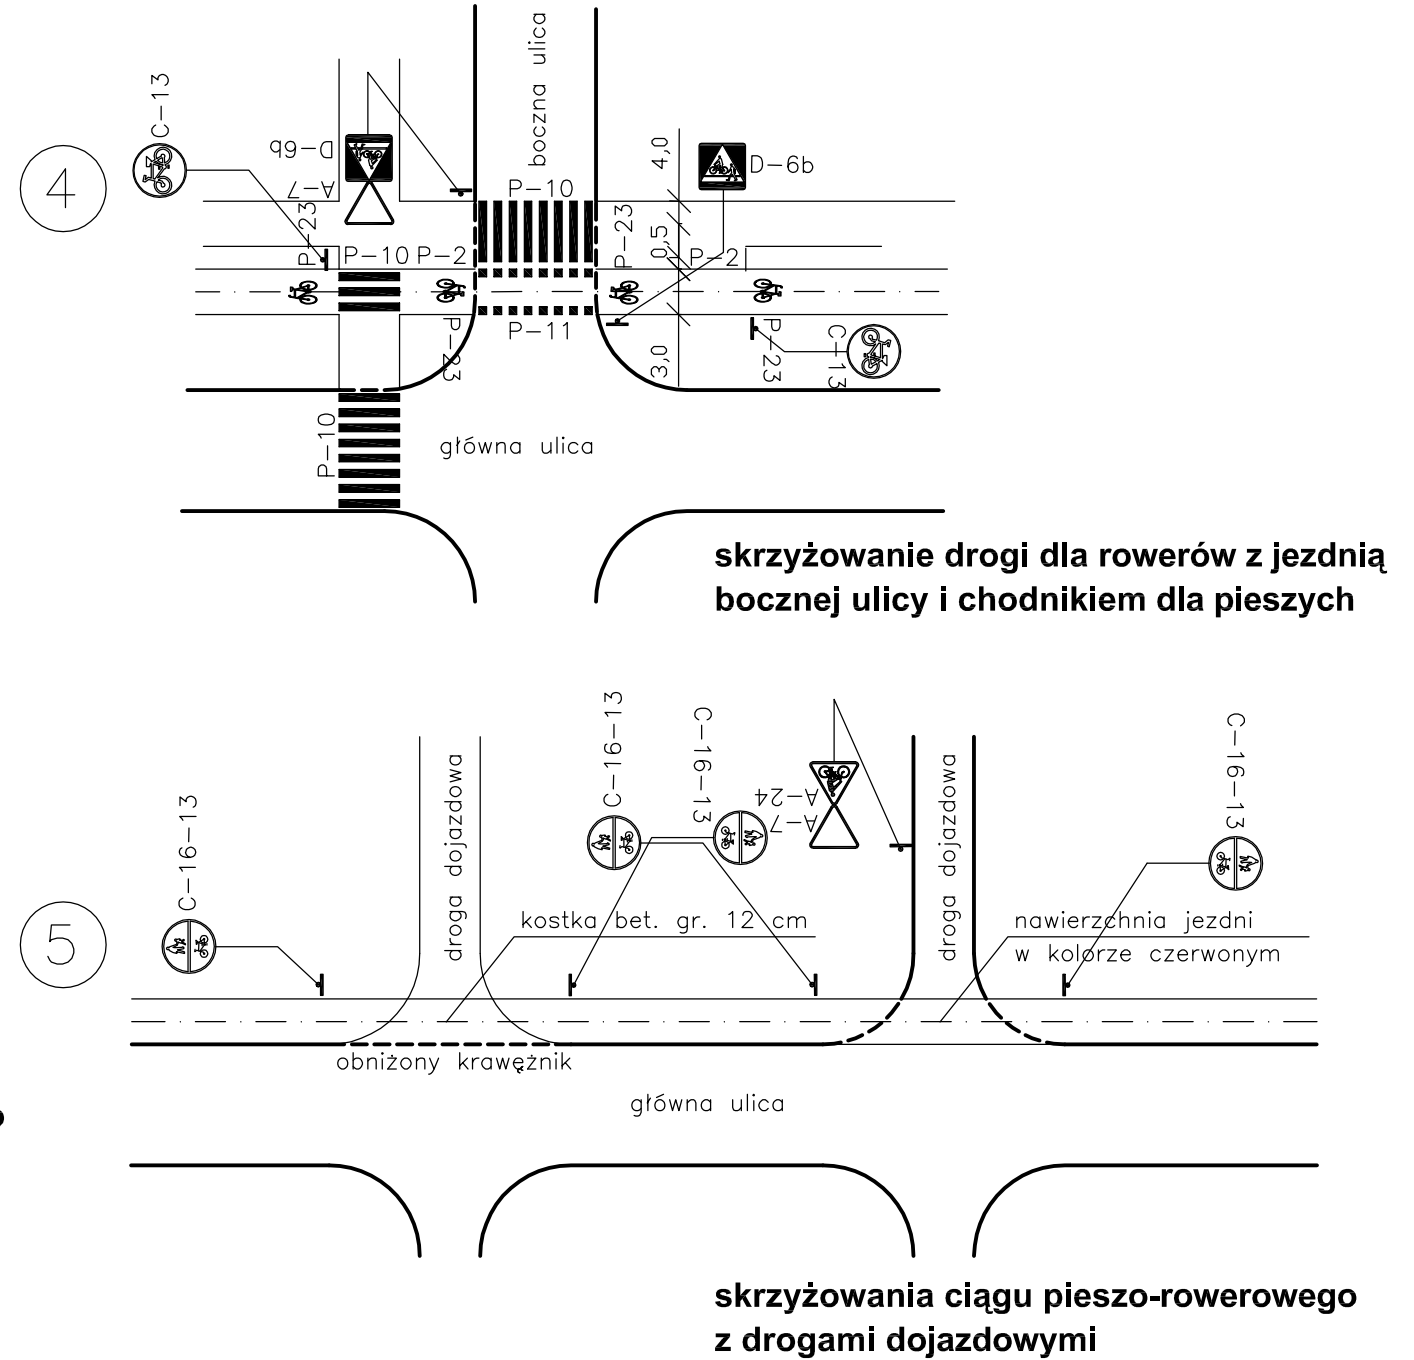 4
C-13
D-6b
A-7
boczna ulica
4,0
D-6b
P-10
P-23
P-10
P-2
P-23
0,5
P-2
P-11
P-23
3,0
P-23
C-13
P-10
główna ulica
skrzyżowanie drogi dla rowerów z jezdnią
bocznej ulicy i chodnikiem dla pieszych
5
C-16-13
droga dojazdowa
C-16-13
C-16-13
A-24
A-7
droga dojazdowa
C-16-13
kostka bet. gr. 12 cm
nawierzchnia jezdni
w kolorze czerwonym
obniżony krawężnik
główna ulica
skrzyżowania ciągu pieszo-rowerowego
z drogami dojazdowymi